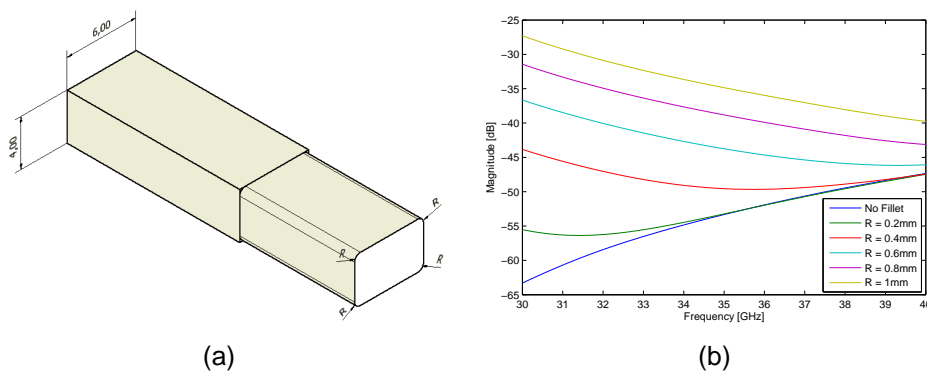 6,00
4,00
R
R
R
R
(a)
Magnitude [dB]
-25
-30
-35
-40
-45
-50
-55
-60
-65
30 31 32 33 34 35 36 37 38 39 40
Frequency [GHz]
No Fillet
R = 0.2mm
R = 0.4mm
R = 0.6mm
R = 0.8mm
R = 1mm
(b)